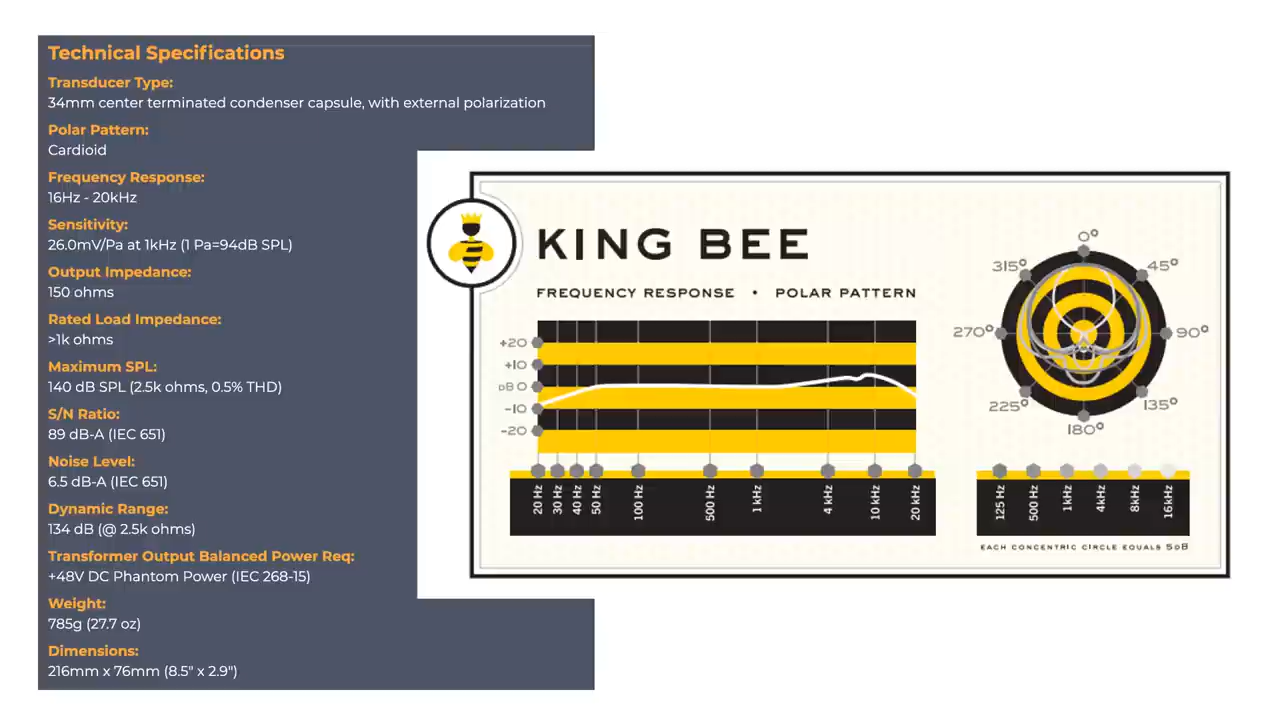 Technical Specifications
Transducer Type:
34mm center terminated condenser capsule, with external polarization
Polar Pattern:
Cardioid
Frequency Response:
16Hz - 20kHz
Sensitivity:
26.0mV/Pa at 1kHz (1 Pa=94dB SPL)
Output Impedance:
150 ohms
Rated Load Impedance:
>1k ohms
Maximum SPL:
140 dB SPL (2.5k ohms, 0.5% THD)
S/N Ratio:
89 dB-A (IEC 651)
Noise Level:
6.5 dB-A (IEC 651)
Dynamic Range:
134 dB (@ 2.5k ohms)
Transformer Output Balanced Power Req:
+48V DC Phantom Power (IEC 268-15)
Weight:
785g (27.7 oz)
Dimensions:
216mm x 76mm (8.5" x 2.9")
KING BEE
FREQUENCY RESPONSE • POLAR PATTERN
+20
+10
dB 0
-10
-20
20 Hz
30 Hz
40 Hz
50 Hz
100 Hz
500 Hz
1 kHz
4 kHz
10 kHz
20 kHz
0°
45°
90°
135°
180°
225°
270°
315°
125 Hz
500 Hz
1kHz
4kHz
8kHz
16kHz
EACH CONCENTRIC CIRCLE EQUALS 5dB